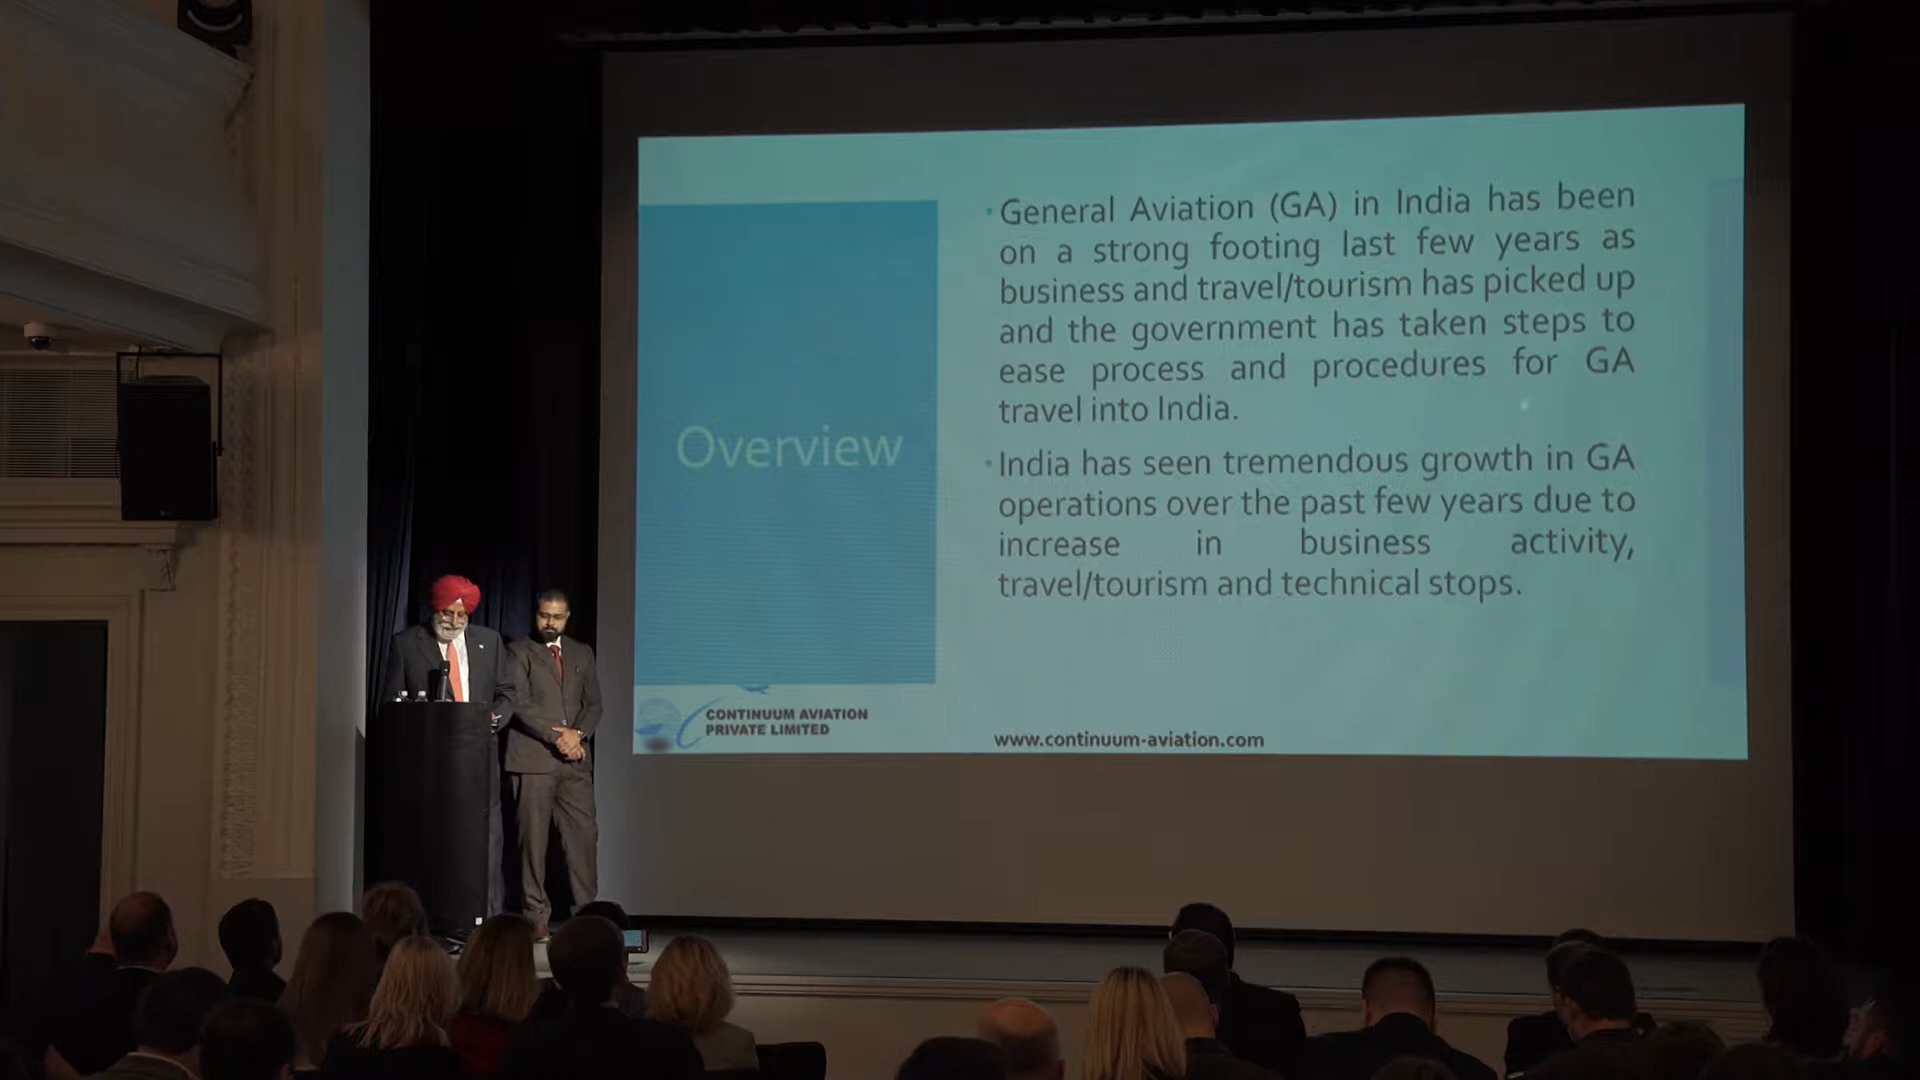 Overview
General Aviation (GA) in India has been
on a strong footing last few years as
business and travel/tourism has picked up
and the government has taken steps to
ease process and procedures for GA
travel into India.
India has seen tremendous growth in GA
operations over the past few years due to
increase in business activity,
travel/tourism and technical stops.
CONTINUUM AVIATION
PRIVATE LIMITED
www.continuum-aviation.com